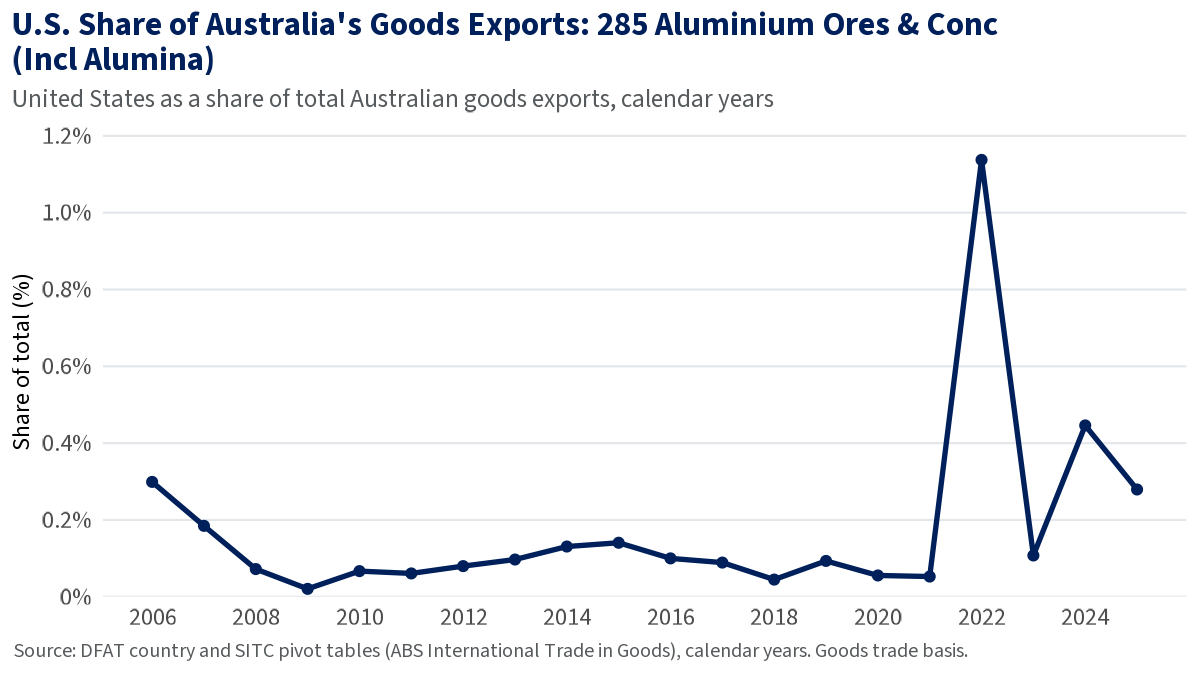 U.S. Share of Australia's Goods Exports: 285 Aluminium Ores & Conc
(Incl Alumina)
United States as a share of total Australian goods exports, calendar years
Share of total (%)
1.2%
1.0%
0.8%
0.6%
0.4%
0.2%
0%
2006 2008 2010 2012 2014 2016 2018 2020 2022 2024
Source: DFAT country and SITC pivot tables (ABS International Trade in Goods), calendar years. Goods trade basis.